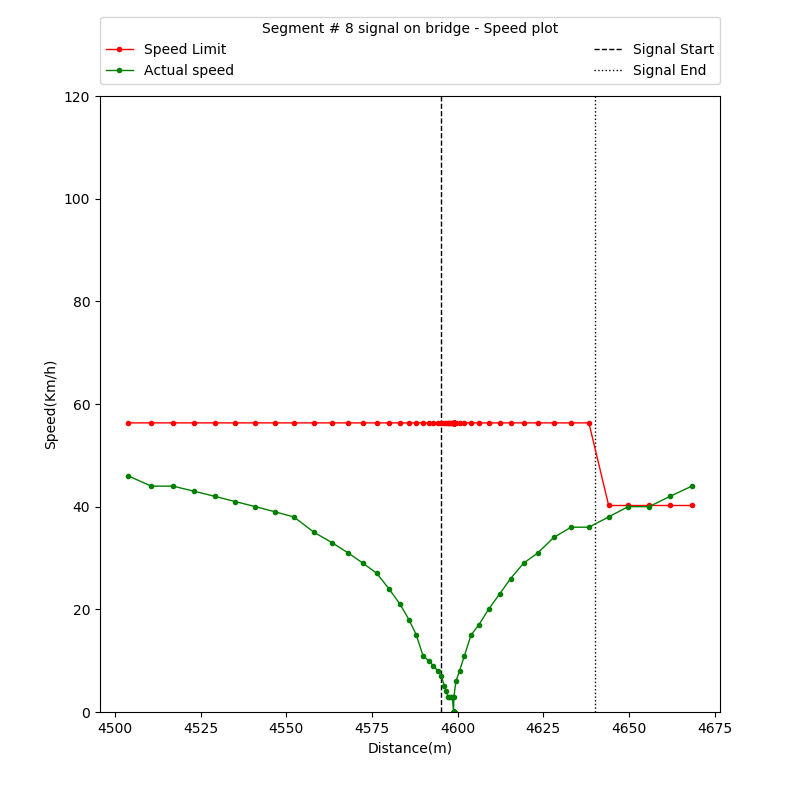 Segment # 8 signal on bridge - Speed plot
Speed Limit
Actual speed
Signal Start
Signal End
120
100
80
60
40
20
0
Speed(Km/h)
4500 4525 4550 4575 4600 4625 4650 4675
Distance(m)